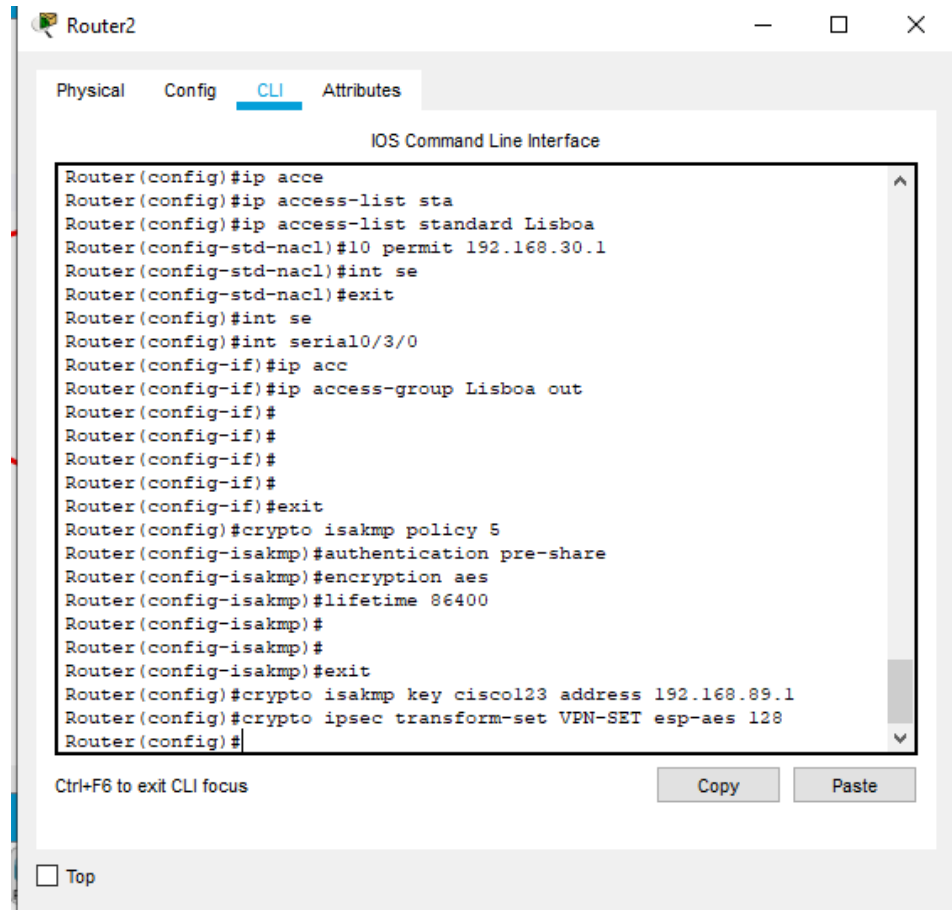 Router2
Physical Config CLI Attributes
IOS Command Line Interface
Router(config)#ip acce
Router(config)#ip access-list sta
Router(config)#ip access-list standard Lisboa
Router(config-std-nacl)#10 permit 192.168.30.1
Router(config-std-nacl)#int se
Router(config-std-nacl)#exit
Router(config)#int se
Router(config)#int serial0/3/0
Router(config-if)#ip acc
Router(config-if)#ip access-group Lisboa out
Router(config-if)#
Router(config-if)#
Router(config-if)#
Router(config-if)#
Router(config-if)#exit
Router(config)#crypto isakmp policy 5
Router(config-isakmp)#authentication pre-share
Router(config-isakmp)#encryption aes
Router(config-isakmp)#lifetime 86400
Router(config-isakmp)#
Router(config-isakmp)#
Router(config-isakmp)#exit
Router(config)#crypto isakmp key cisco123 address 192.168.89.1
Router(config)#crypto ipsec transform-set VPN-SET esp-aes 128
Router(config)#
Ctrl+F6 to exit CLI focus
Copy Paste
Top